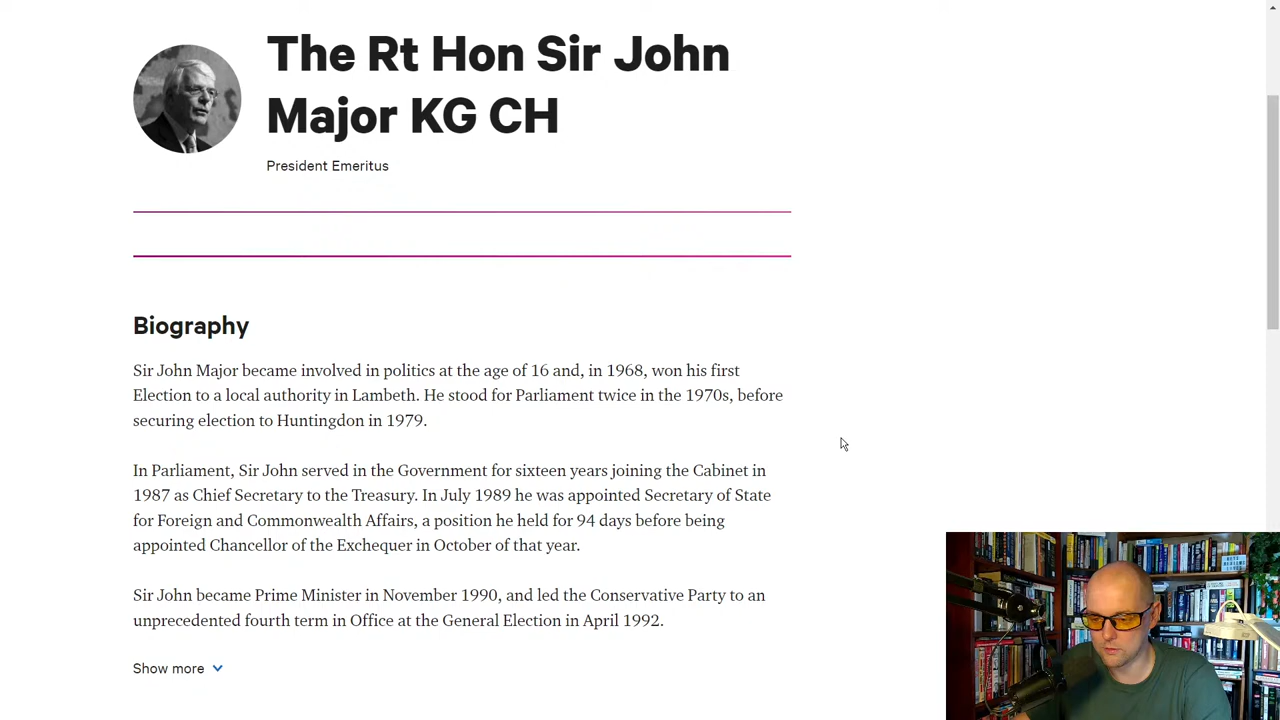 The Rt Hon Sir John
Major KG CH
President Emeritus
Biography
Sir John Major became involved in politics at the age of 16 and, in 1968, won his first
Election to a local authority in Lambeth. He stood for Parliament twice in the 1970s, before
securing election to Huntingdon in 1979.
In Parliament, Sir John served in the Government for sixteen years joining the Cabinet in
1987 as Chief Secretary to the Treasury. In July 1989 he was appointed Secretary of State
for Foreign and Commonwealth Affairs, a position he held for 94 days before being
appointed Chancellor of the Exchequer in October of that year.
Sir John became Prime Minister in November 1990, and led the Conservative Party to an
unprecedented fourth term in Office at the General Election in April 1992.
Show more